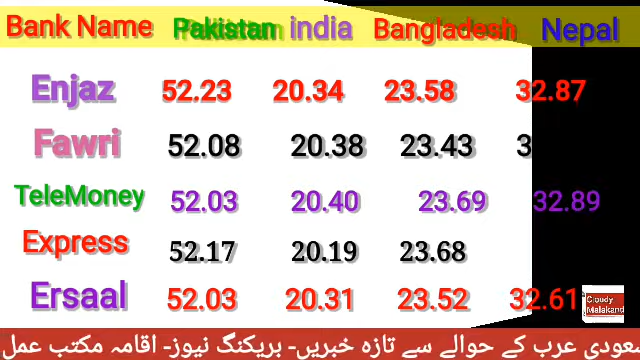 Bank Name Pakistan india Bangladesh Nepal
Enjaz 52.23 20.34 23.58 32.87
Fawri 52.08 20.38 23.43 3
TeleMoney 52.03 20.40 23.69 32.89
Express 52.17 20.19 23.68
Ersaal 52.03 20.31 23.52 32.61
Cloudy
Malakand
سعودی عرب کے حوالے سے تازہ خبریں- بریکنگ نیوز- اقامہ مکتب عمل